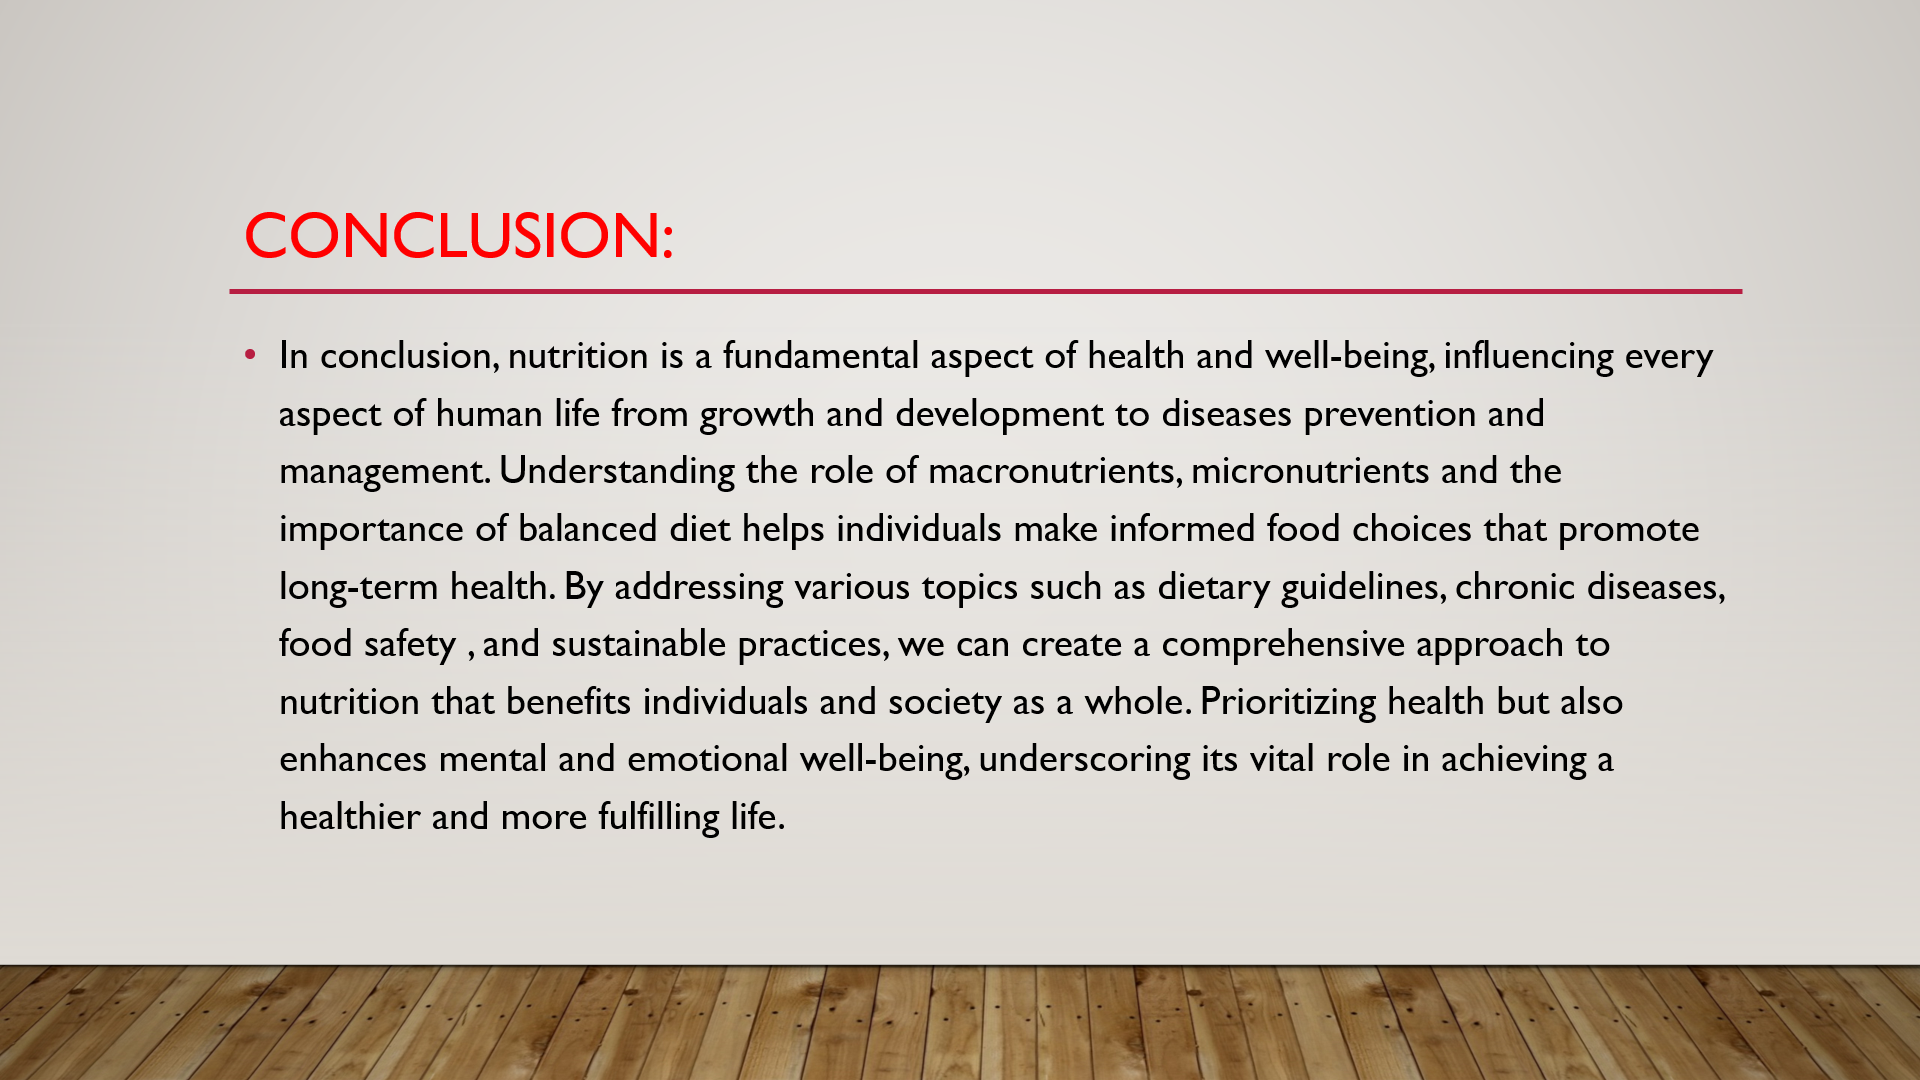 CONCLUSION:
• In conclusion, nutrition is a fundamental aspect of health and well-being, influencing every
aspect of human life from growth and development to diseases prevention and
management. Understanding the role of macronutrients, micronutrients and the
importance of balanced diet helps individuals make informed food choices that promote
long-term health. By addressing various topics such as dietary guidelines, chronic diseases,
food safety , and sustainable practices, we can create a comprehensive approach to
nutrition that benefits individuals and society as a whole. Prioritizing health but also
enhances mental and emotional well-being, underscoring its vital role in achieving a
healthier and more fulfilling life.